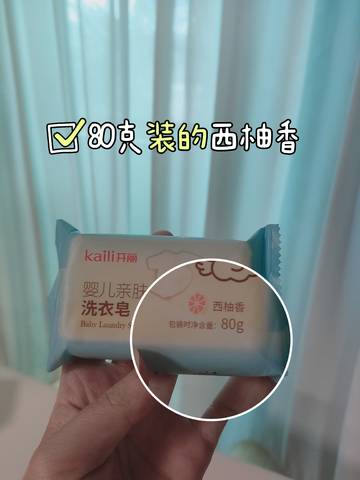 80克装的西柚香
kaili开丽
婴儿亲肤
洗衣皂
Baby Laundry S
西柚香
包装时净含量：80g